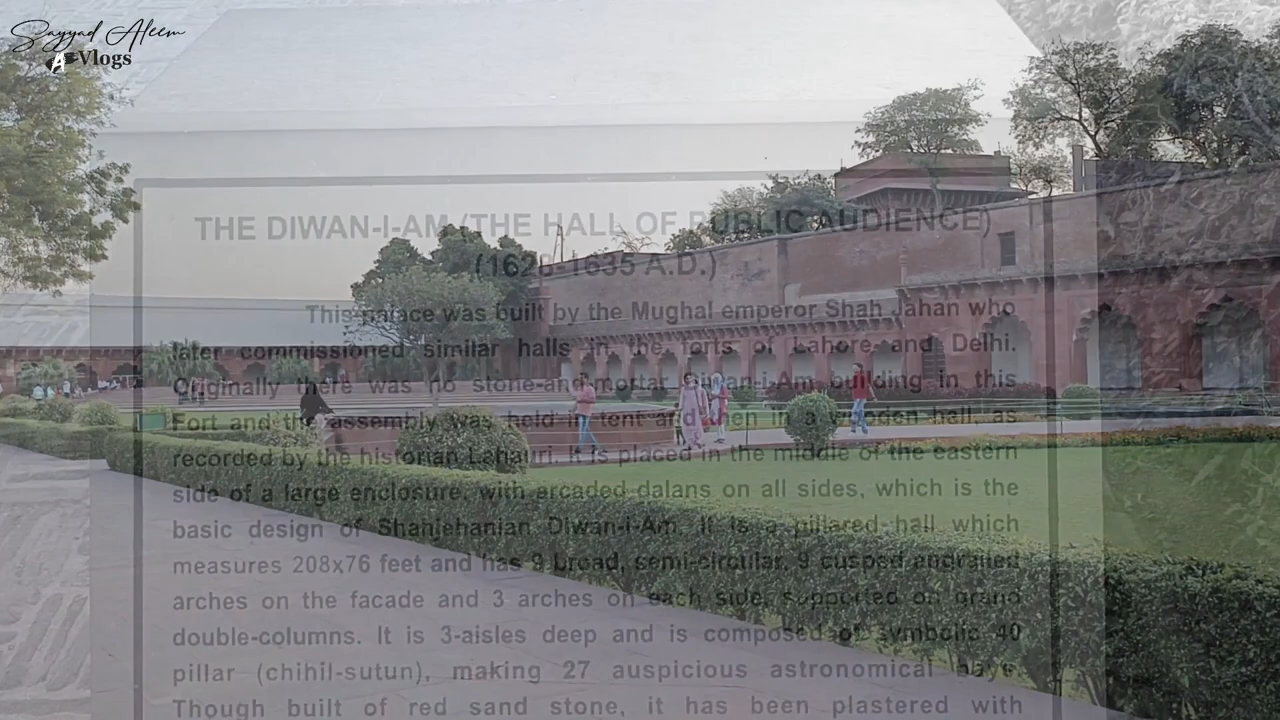 Sayyad Aleem
A Vlogs
THE DIWAN-I-AM (THE HALL OF PUBLIC AUDIENCE)
(1628-1635 A.D.)
This palace was built by the Mughal emperor Shah Jahan who
later commissioned similar halls in the forts of Lahore and Delhi.
Originally there was no stone-and mortar Diwan-i-Am building in this
Fort and the assembly was held in tent and then in a wooden hall, as
recorded by the historian Lahauri. It is placed in the middle of the eastern
side of a large enclosure, with arcaded dalans on all sides, which is the
basic design of Shahjehanian Diwan-i-Am. It is a pillared hall which
measures 208x76 feet and has 9 broad, semi-circular, 9 cusped engrailed
arches on the facade and 3 arches on each side, supported on grand
double-columns. It is 3-aisles deep and is composed of symbolic 40
pillar (chihil-sutun), making 27 auspicious astronomical bays.
Though built of red sand stone, it has been plastered with